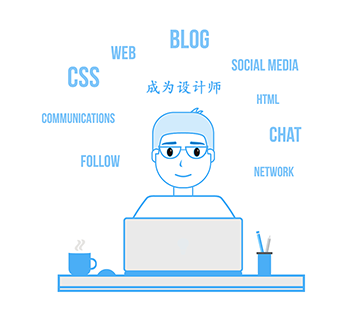 BLOG
WEB
SOCIAL MEDIA
CSS
成为设计师
HTML
COMMUNICATIONS
CHAT
FOLLOW
NETWORK